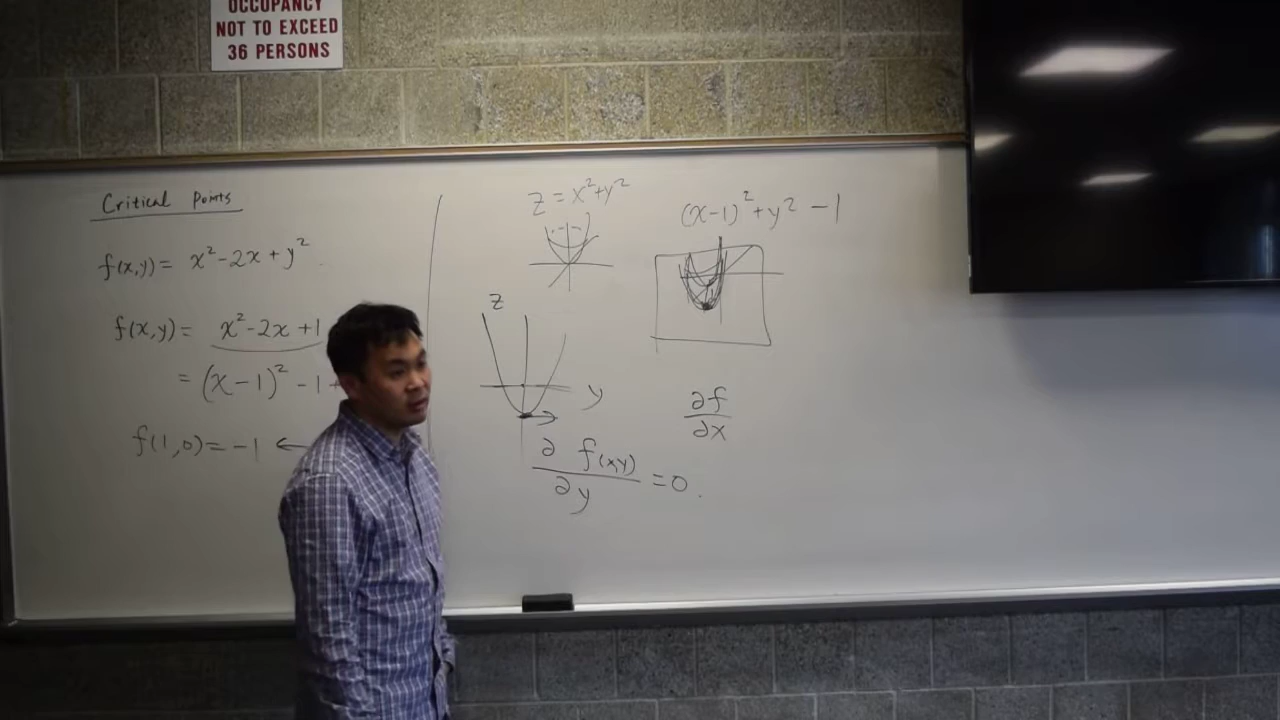 OCCUPANCY
NOT TO EXCEED
36 PERSONS
Critical Points
f(x,y) = x² - 2x + y²
f(x,y) = x² - 2x + 1
= (x-1)² - 1 +
f(1,0) = -1 ←
z = x² + y²
(x-1)² + y² - 1
z
y
∂f(x,y)/∂y = 0.
∂f/∂x